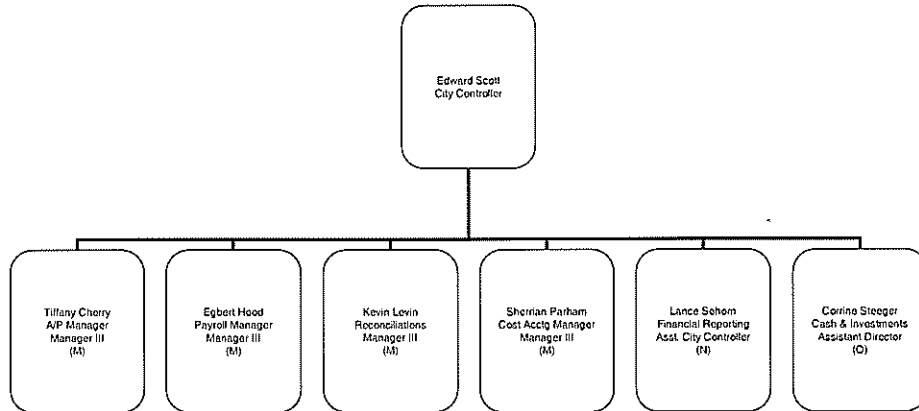 Edward Scott
City Controller
Tiffany Cherry
A/P Manager
Manager III
(M)
Egbert Hood
Payroll Manager
Manager III
(M)
Kevin Levin
Reconciliations
Manager III
(M)
Sherrian Parham
Cost Acctg Manager
Manager III
(M)
Lance Sehorn
Financial Reporting
Asst. City Controller
(N)
Corrine Steeger
Cash & Investments
Assistant Director
(O)